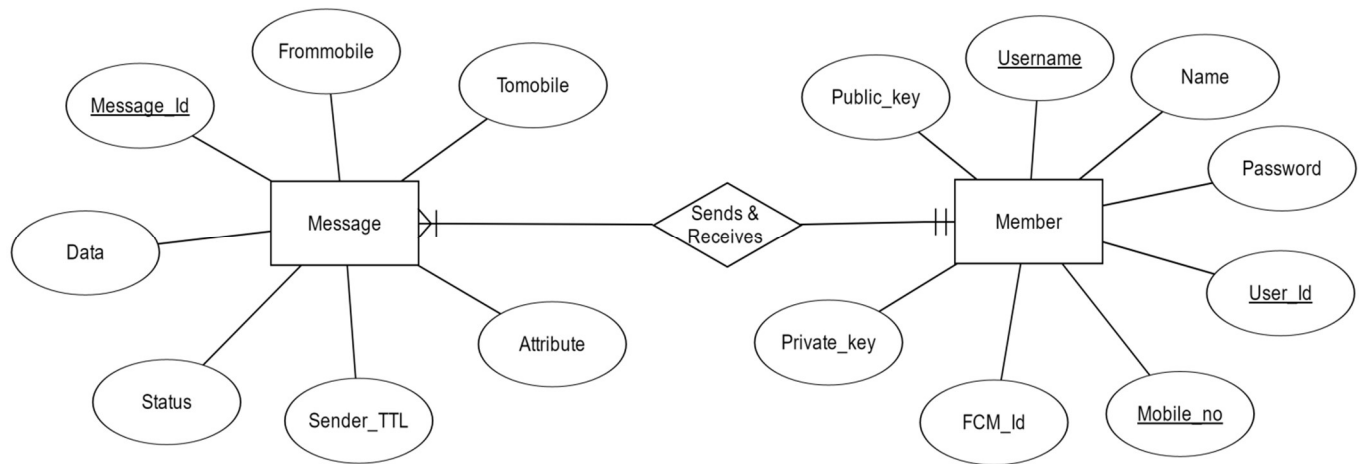 Frommobile
Tomobile
Message_Id
Message
Data
Status
Sender_TTL
Attribute
Sends &
Receives
Username
Name
Public_key
Password
Member
User_Id
Private_key
FCM_Id
Mobile_no